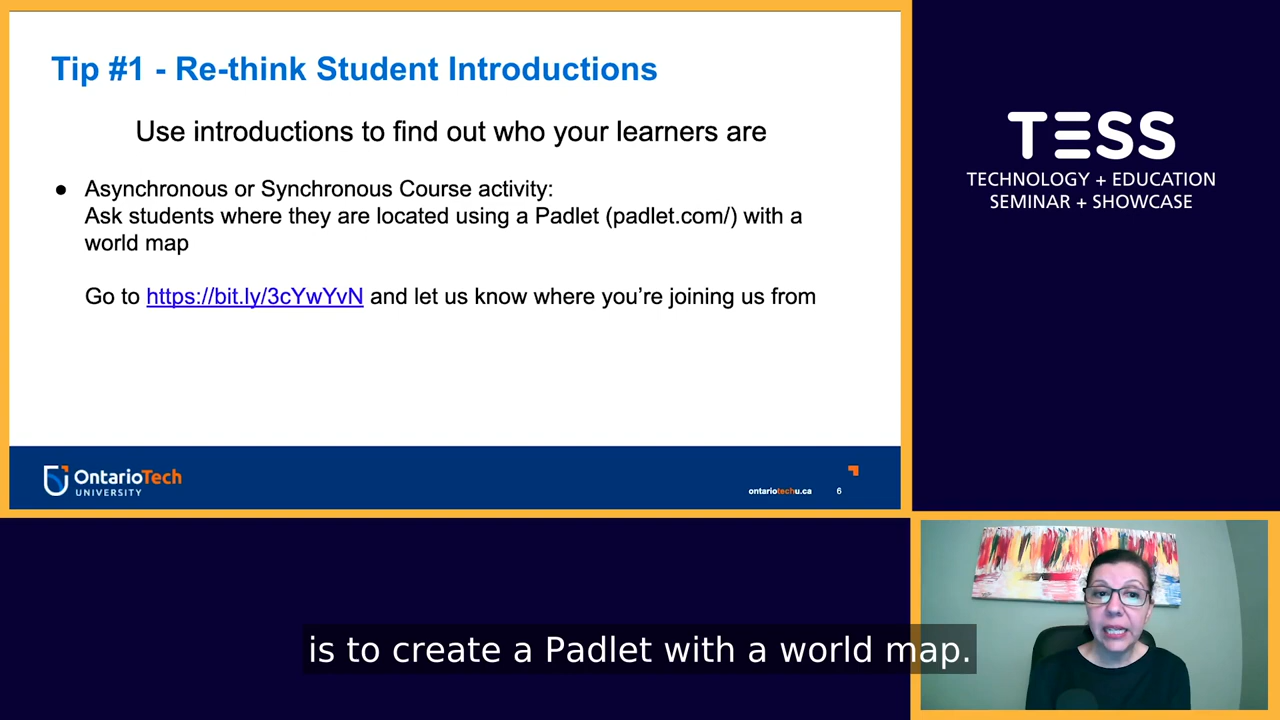 Tip #1 - Re-think Student Introductions
Use introductions to find out who your learners are
● Asynchronous or Synchronous Course activity:
Ask students where they are located using a Padlet (padlet.com/) with a
world map
Go to https://bit.ly/3cYwYvN and let us know where you’re joining us from
OntarioTech
UNIVERSITY
ontariotechu.ca
6
TESS
TECHNOLOGY + EDUCATION
SEMINAR + SHOWCASE
is to create a Padlet with a world map.